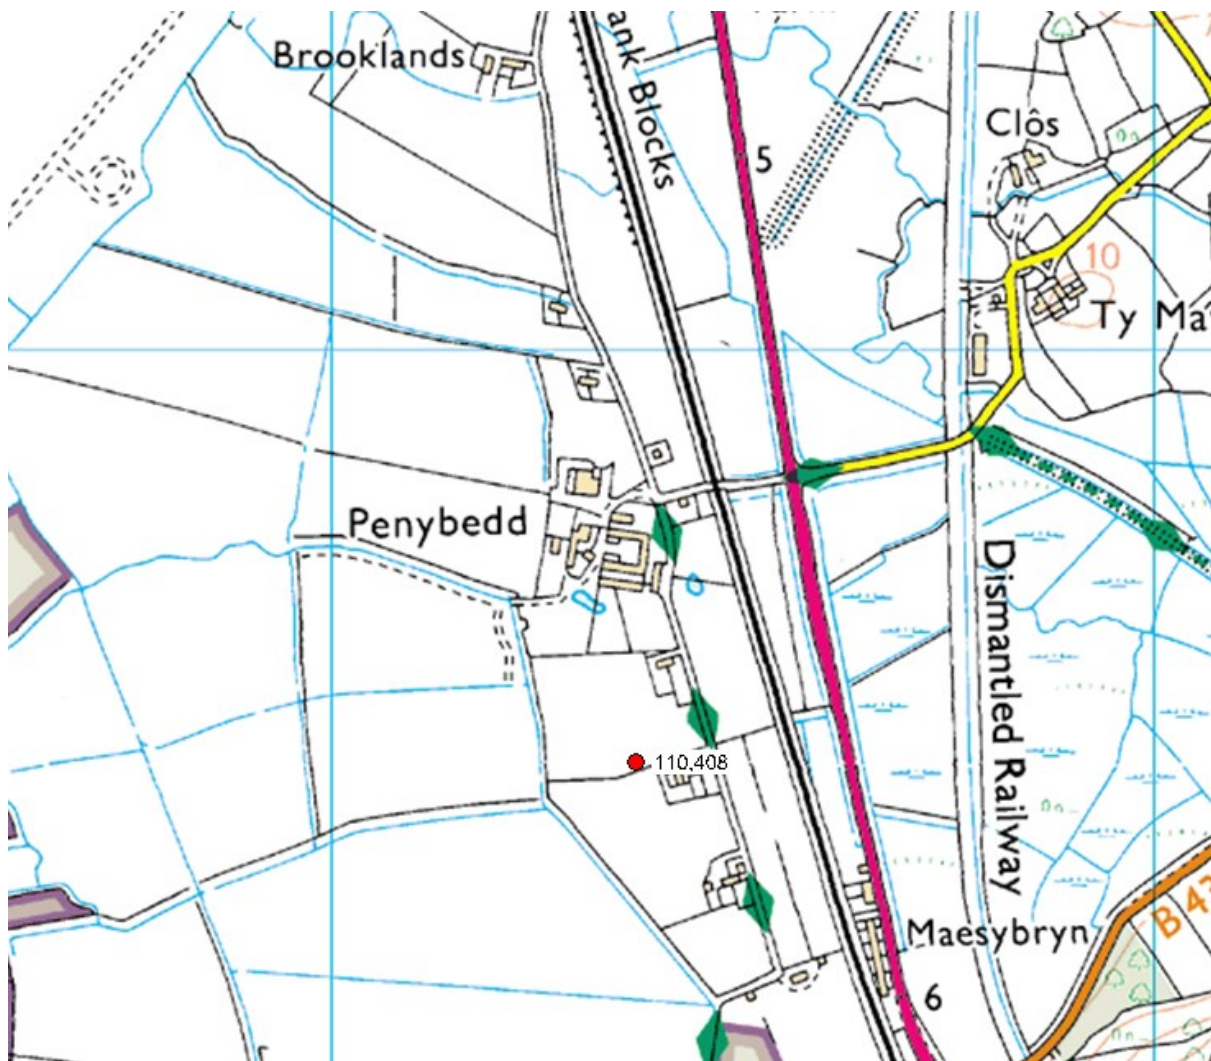 Brooklands
ank Blocks
5
Clôs
10
Ty Ma
Penybedd
Dismantled Railway
110,408
Maesybryn
B 4
6